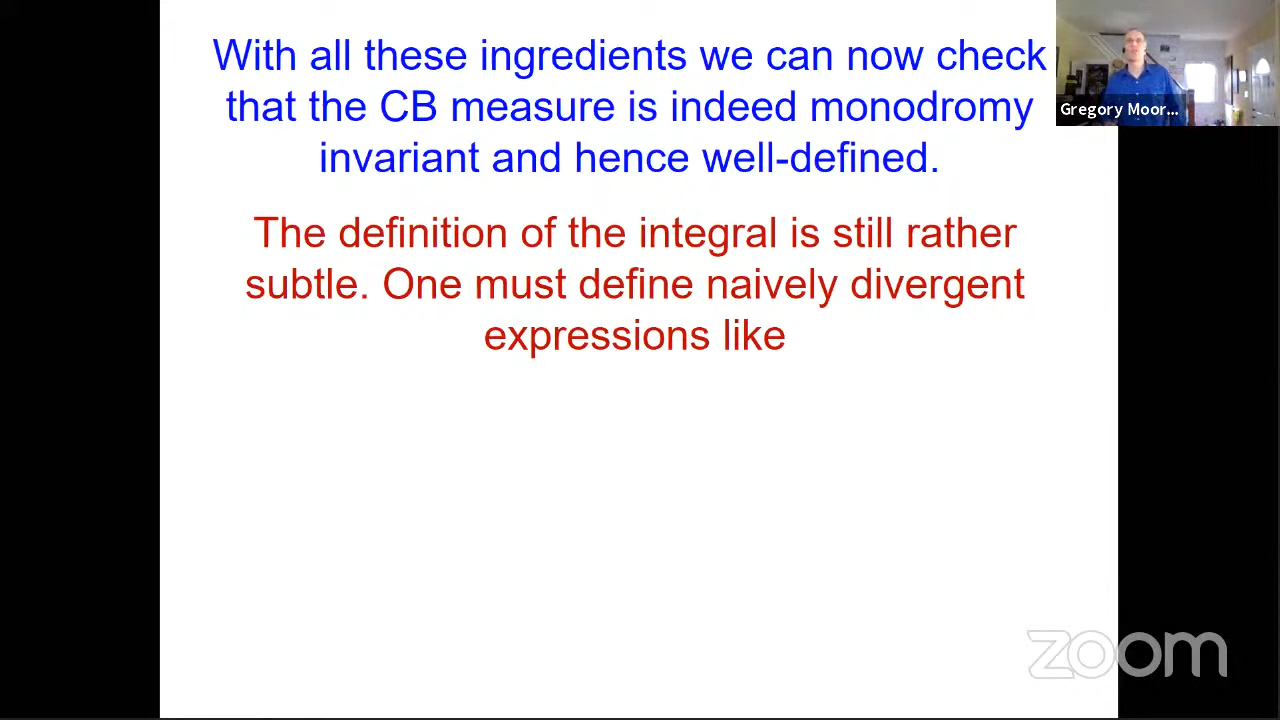 With all these ingredients we can now check
that the CB measure is indeed monodromy
invariant and hence well-defined.
The definition of the integral is still rather
subtle. One must define naively divergent
expressions like
Gregory Moor...
zoom